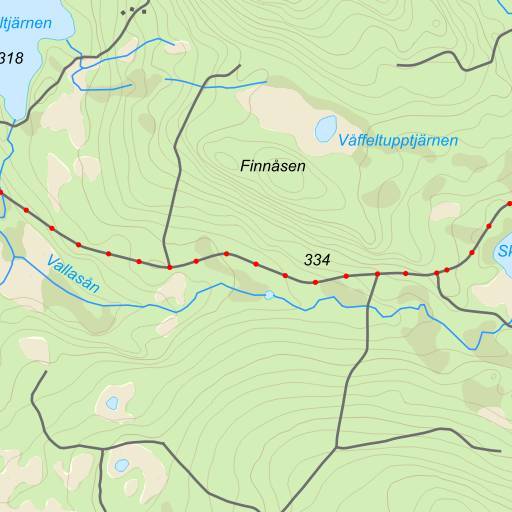 ltjärnen
318
Våffeltupptjärnen
Finnåsen
334
Sk
Vallasån